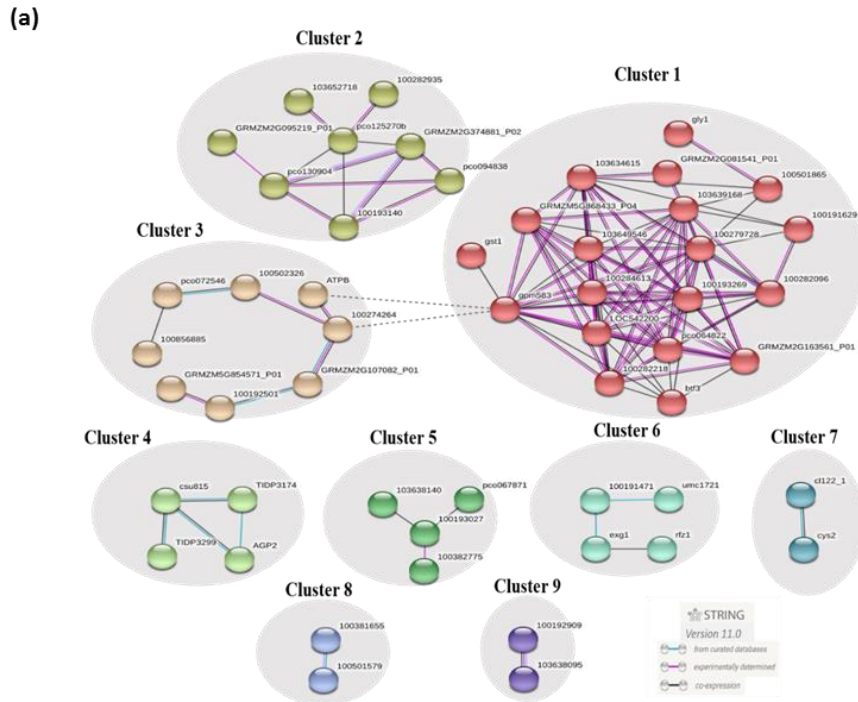 (a)
Cluster 2
103652718
100282935
GRMZM2G095219_P01
pco125270b
GRMZM2G374881_P02
pco130904
pco094838
100193140
Cluster 1
gly1
GRMZM2G081541_P01
103634615
100501865
103639168
GRMZM5G868433_P04
100191629
103649546
100279728
gst1
100284613
100193269
100282096
gpm583
LOC542200
pco064822
GRMZM2G163561_P01
100282218
btf3
Cluster 3
pco072546
100502326
ATPB
100274264
100856885
GRMZM5G854571_P01
GRMZM2G107082_P01
100192501
Cluster 4
csu815
TIDP3174
TIDP3299
AGP2
Cluster 5
103638140
pco067871
100193027
100382775
Cluster 6
100191471
umc1721
exg1
rfz1
Cluster 7
cl122_1
cys2
Cluster 8
100381655
100501579
Cluster 9
100192909
103638095
STRING
Version 11.0
from curated databases
experimentally determined
co-expression